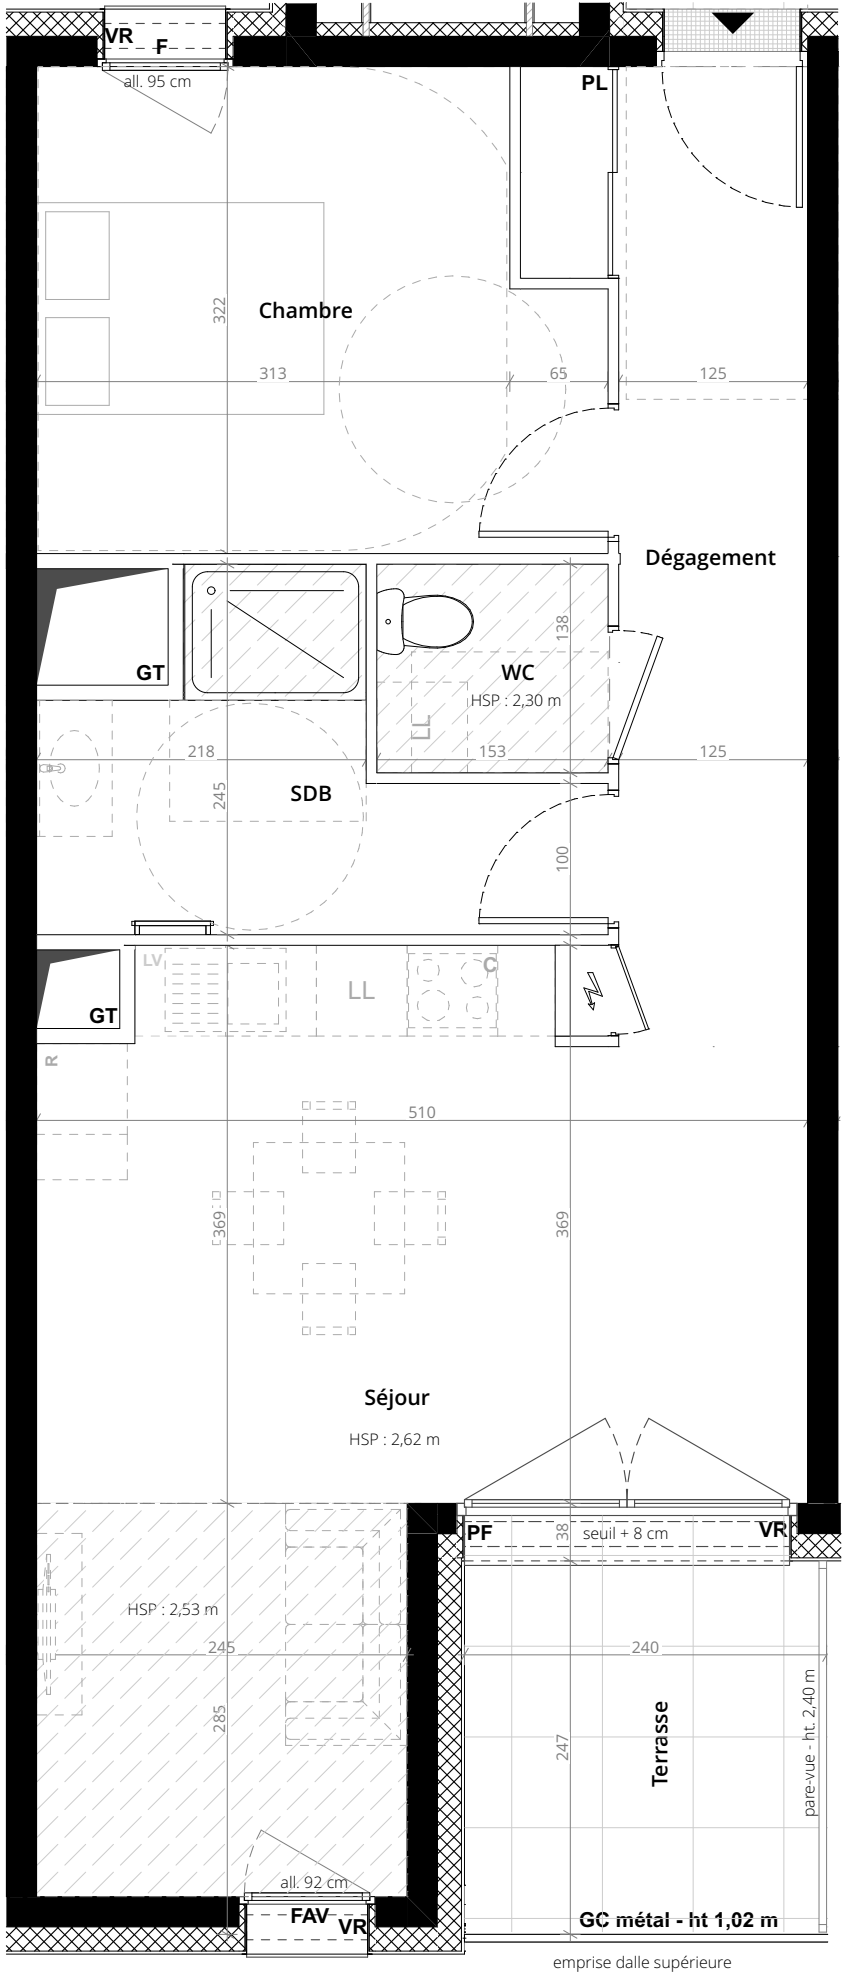 VR
F
all. 95 cm
PL
322
Chambre
313
65
125
Dégagement
138
GT
WC
HSP : 2,30 m
LL
218
153
125
245
SDB
100
LV
LL
C
GT
R
510
369
369
Séjour
HSP : 2,62 m
PF
38
seuil + 8 cm
VR
HSP : 2,53 m
245
240
285
247
Terrasse
pare-vue - ht. 2,40 m
all. 92 cm
FAV
VR
GC métal - ht 1,02 m
emprise dalle supérieure